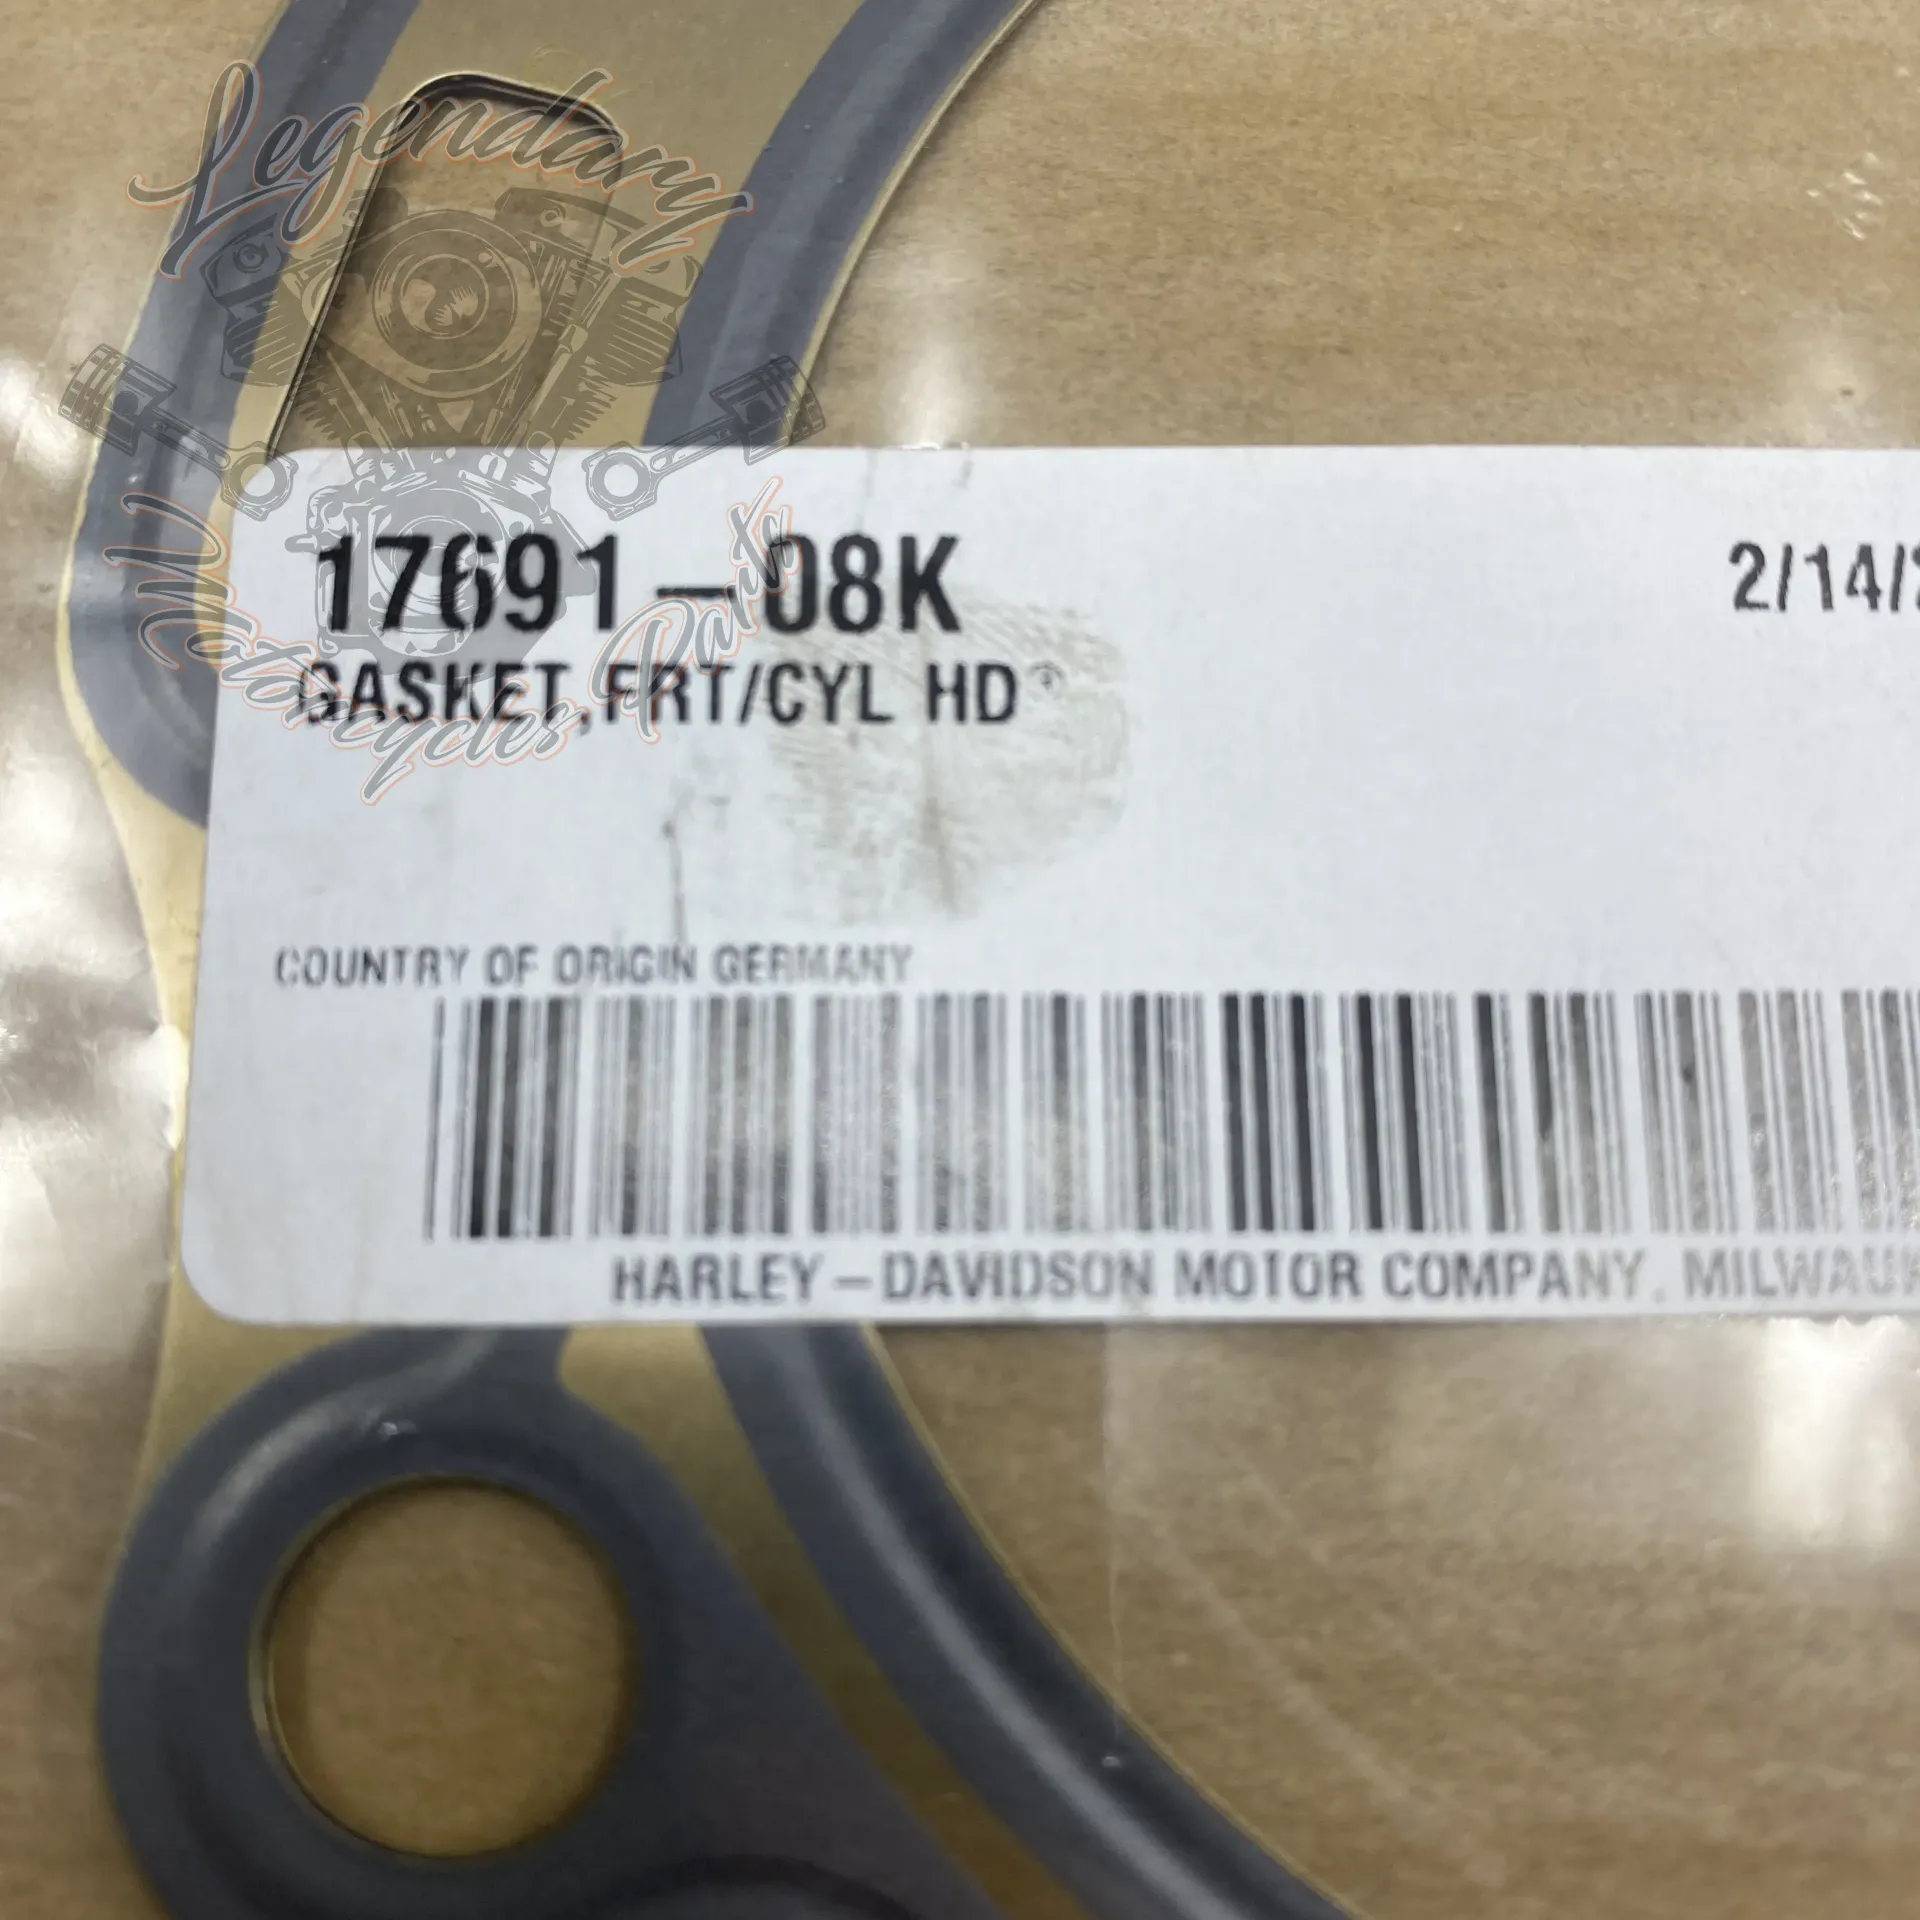 Legendary
Motorcycles Parts
17691-08K
2/14/
GASKET,FRT/CYL HD®
COUNTRY OF ORIGIN GERMANY
HARLEY-DAVIDSON MOTOR COMPANY, MILWAUK